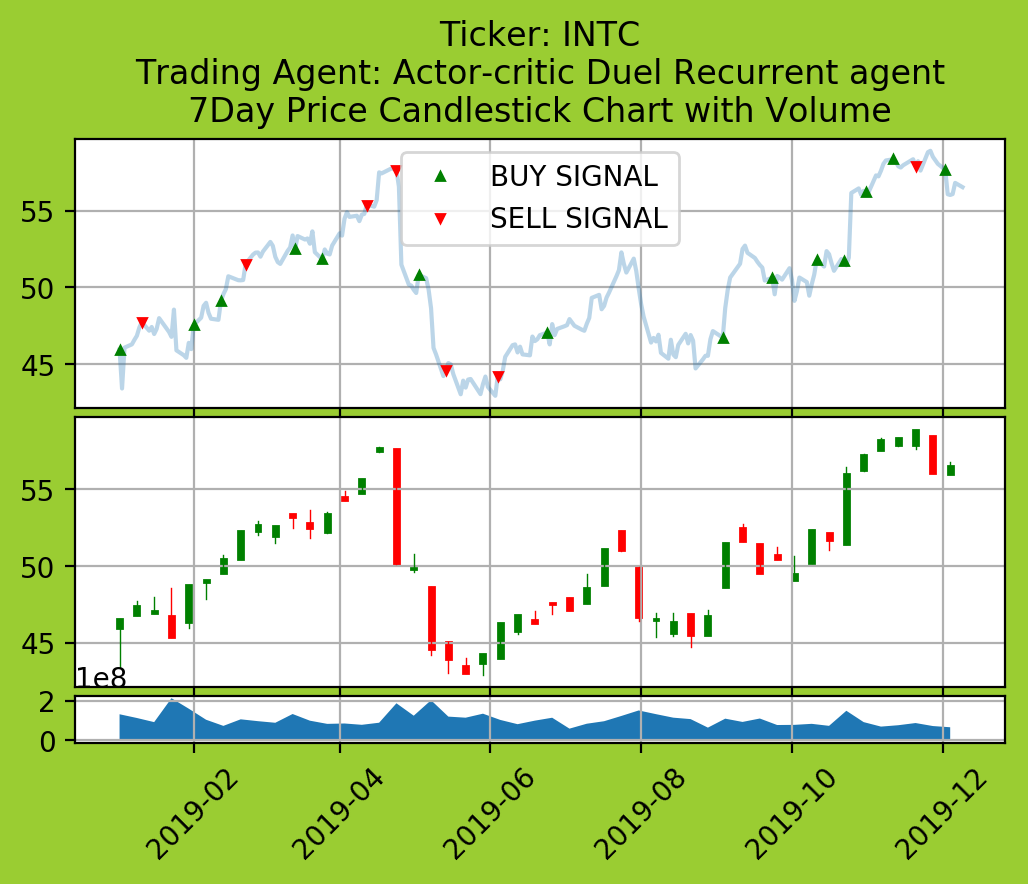 Ticker: INTC
Trading Agent: Actor-critic Duel Recurrent agent
7Day Price Candlestick Chart with Volume
BUY SIGNAL
SELL SIGNAL
55
50
45
55
50
45
1e8
2
0
2019-02
2019-04
2019-06
2019-08
2019-10
2019-12